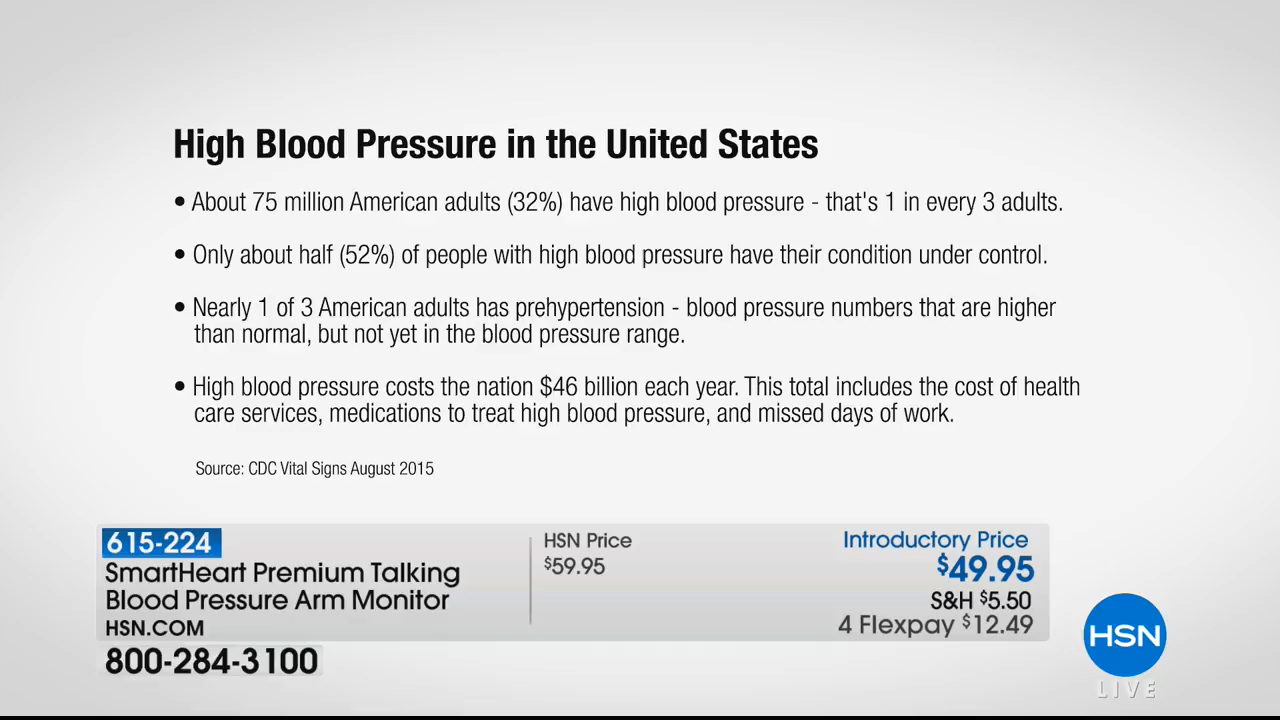 High Blood Pressure in the United States
• About 75 million American adults (32%) have high blood pressure - that's 1 in every 3 adults.
• Only about half (52%) of people with high blood pressure have their condition under control.
• Nearly 1 of 3 American adults has prehypertension - blood pressure numbers that are higher
than normal, but not yet in the blood pressure range.
• High blood pressure costs the nation $46 billion each year. This total includes the cost of health
care services, medications to treat high blood pressure, and missed days of work.
Source: CDC Vital Signs August 2015
615-224
SmartHeart Premium Talking
Blood Pressure Arm Monitor
HSN.COM
800-284-3100
HSN Price
$59.95
Introductory Price
$49.95
S&H $5.50
4 Flexpay $12.49
HSN
LIVE